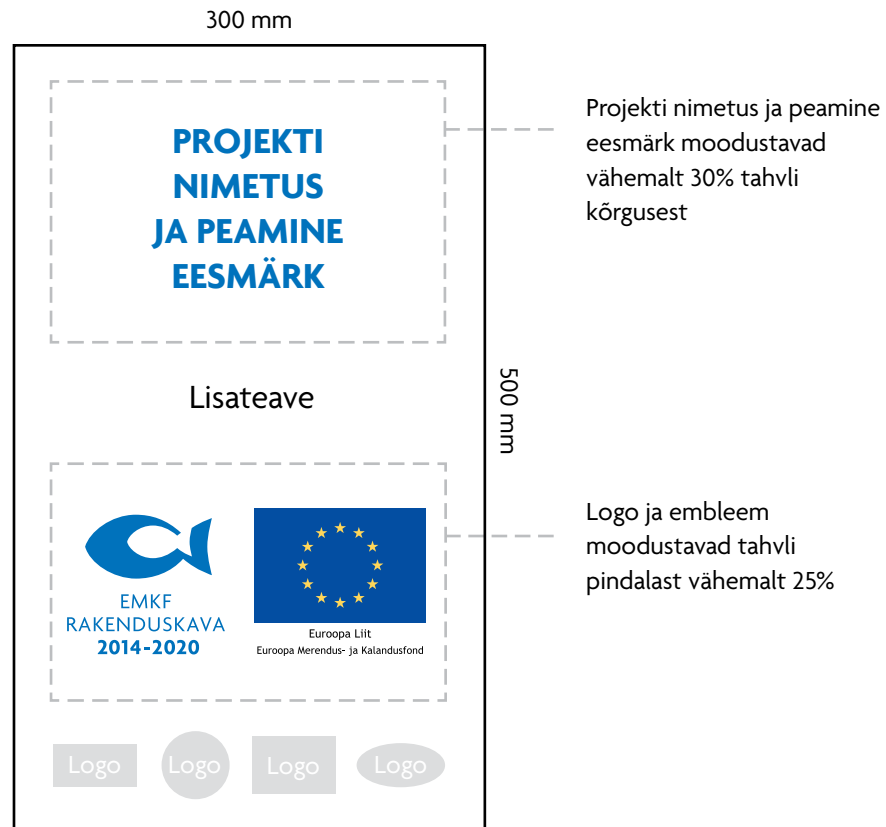 300 mm
PROJEKTI
NIMETUS
JA PEAMINE
EESMÄRK
Projekti nimetus ja peamine
eesmärk moodustavad
vähemalt 30% tahvli
kõrgusest
Lisateave
500 mm
EMKF
RAKENDUSKAVA
2014-2020
Euroopa Liit
Euroopa Merendus- ja Kalandusfond
Logo ja embleem
moodustavad tahvli
pindalast vähemalt 25%
Logo Logo Logo Logo